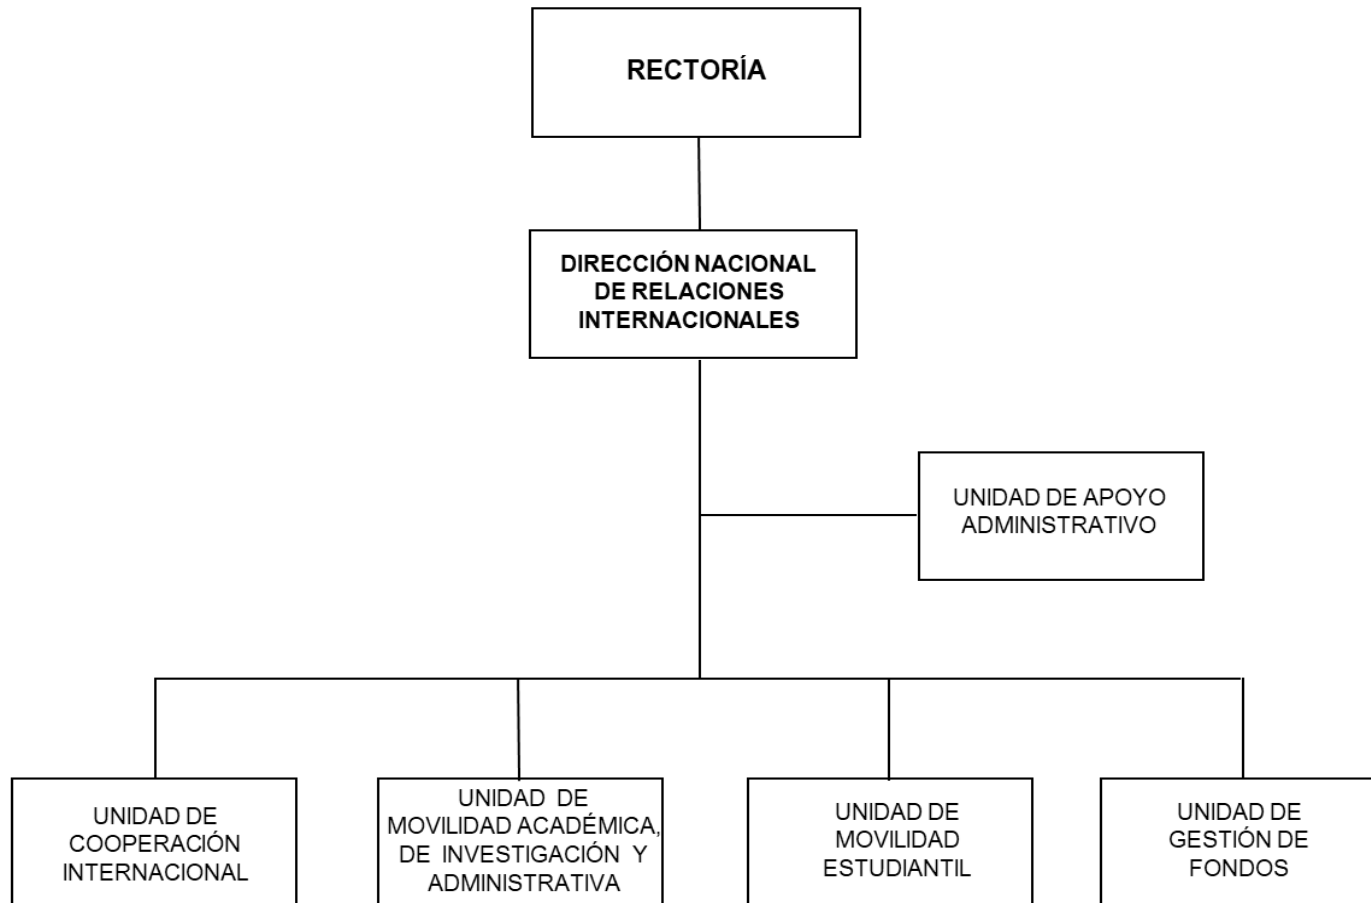 RECTORÍA
DIRECCIÓN NACIONAL
DE RELACIONES
INTERNACIONALES
UNIDAD DE APOYO
ADMINISTRATIVO
UNIDAD DE
COOPERACIÓN
INTERNACIONAL
UNIDAD DE
MOVILIDAD ACADÉMICA,
DE INVESTIGACIÓN Y
ADMINISTRATIVA
UNIDAD DE
MOVILIDAD
ESTUDIANTIL
UNIDAD DE
GESTIÓN DE
FONDOS